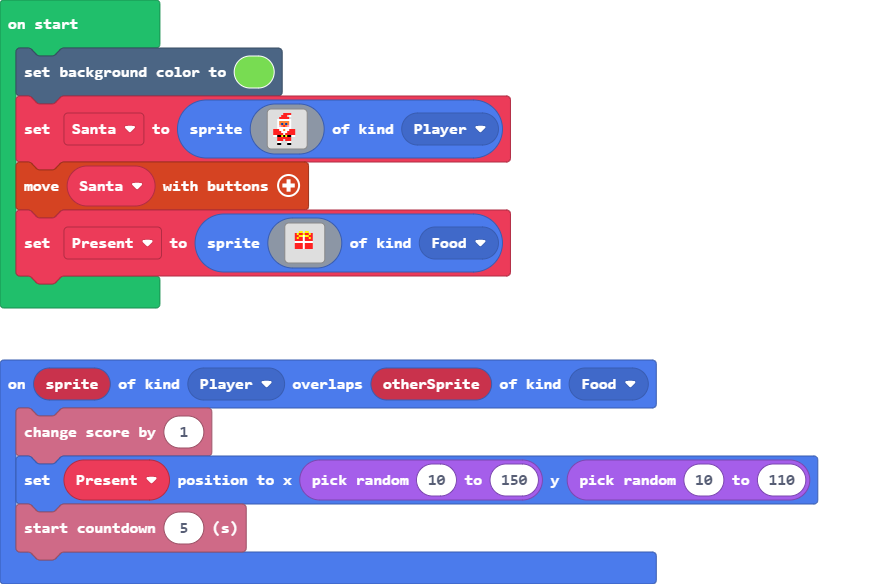 on start
set background color to
set Santa to sprite of kind Player
move Santa with buttons
set Present to sprite of kind Food
on sprite of kind Player overlaps otherSprite of kind Food
change score by 1
set Present position to x pick random 10 to 150 y pick random 10 to 110
start countdown 5 (s)